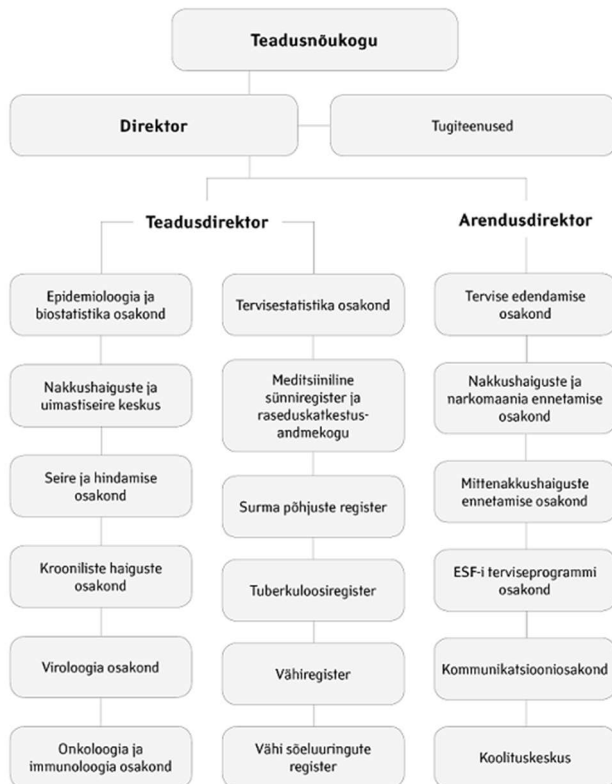 Teadusnõukogu
Direktor
Tugiteenused
Teadusdirektor
Arendusdirektor
Epidemioloogia ja
biostatistika osakond
Nakkushaiguste ja
uimastiseire keskus
Seire ja hindamise
osakond
Krooniliste haiguste
osakond
Viroloogia osakond
Onkoloogia ja
immunoloogia osakond
Tervisestatistika osakond
Meditsiiniline
sünniregister ja
raseduskatkestus-
andmekogu
Surma põhjuste register
Tuberkuloosiregister
Vähiregister
Vähi sõeluuringute
register
Tervise edendamise
osakond
Nakkushaiguste ja
narkomaania ennetamise
osakond
Mittenakkushaiguste
ennetamise osakond
ESF-i terviseprogrammi
osakond
Kommunikatsiooniosakond
Koolituskeskus